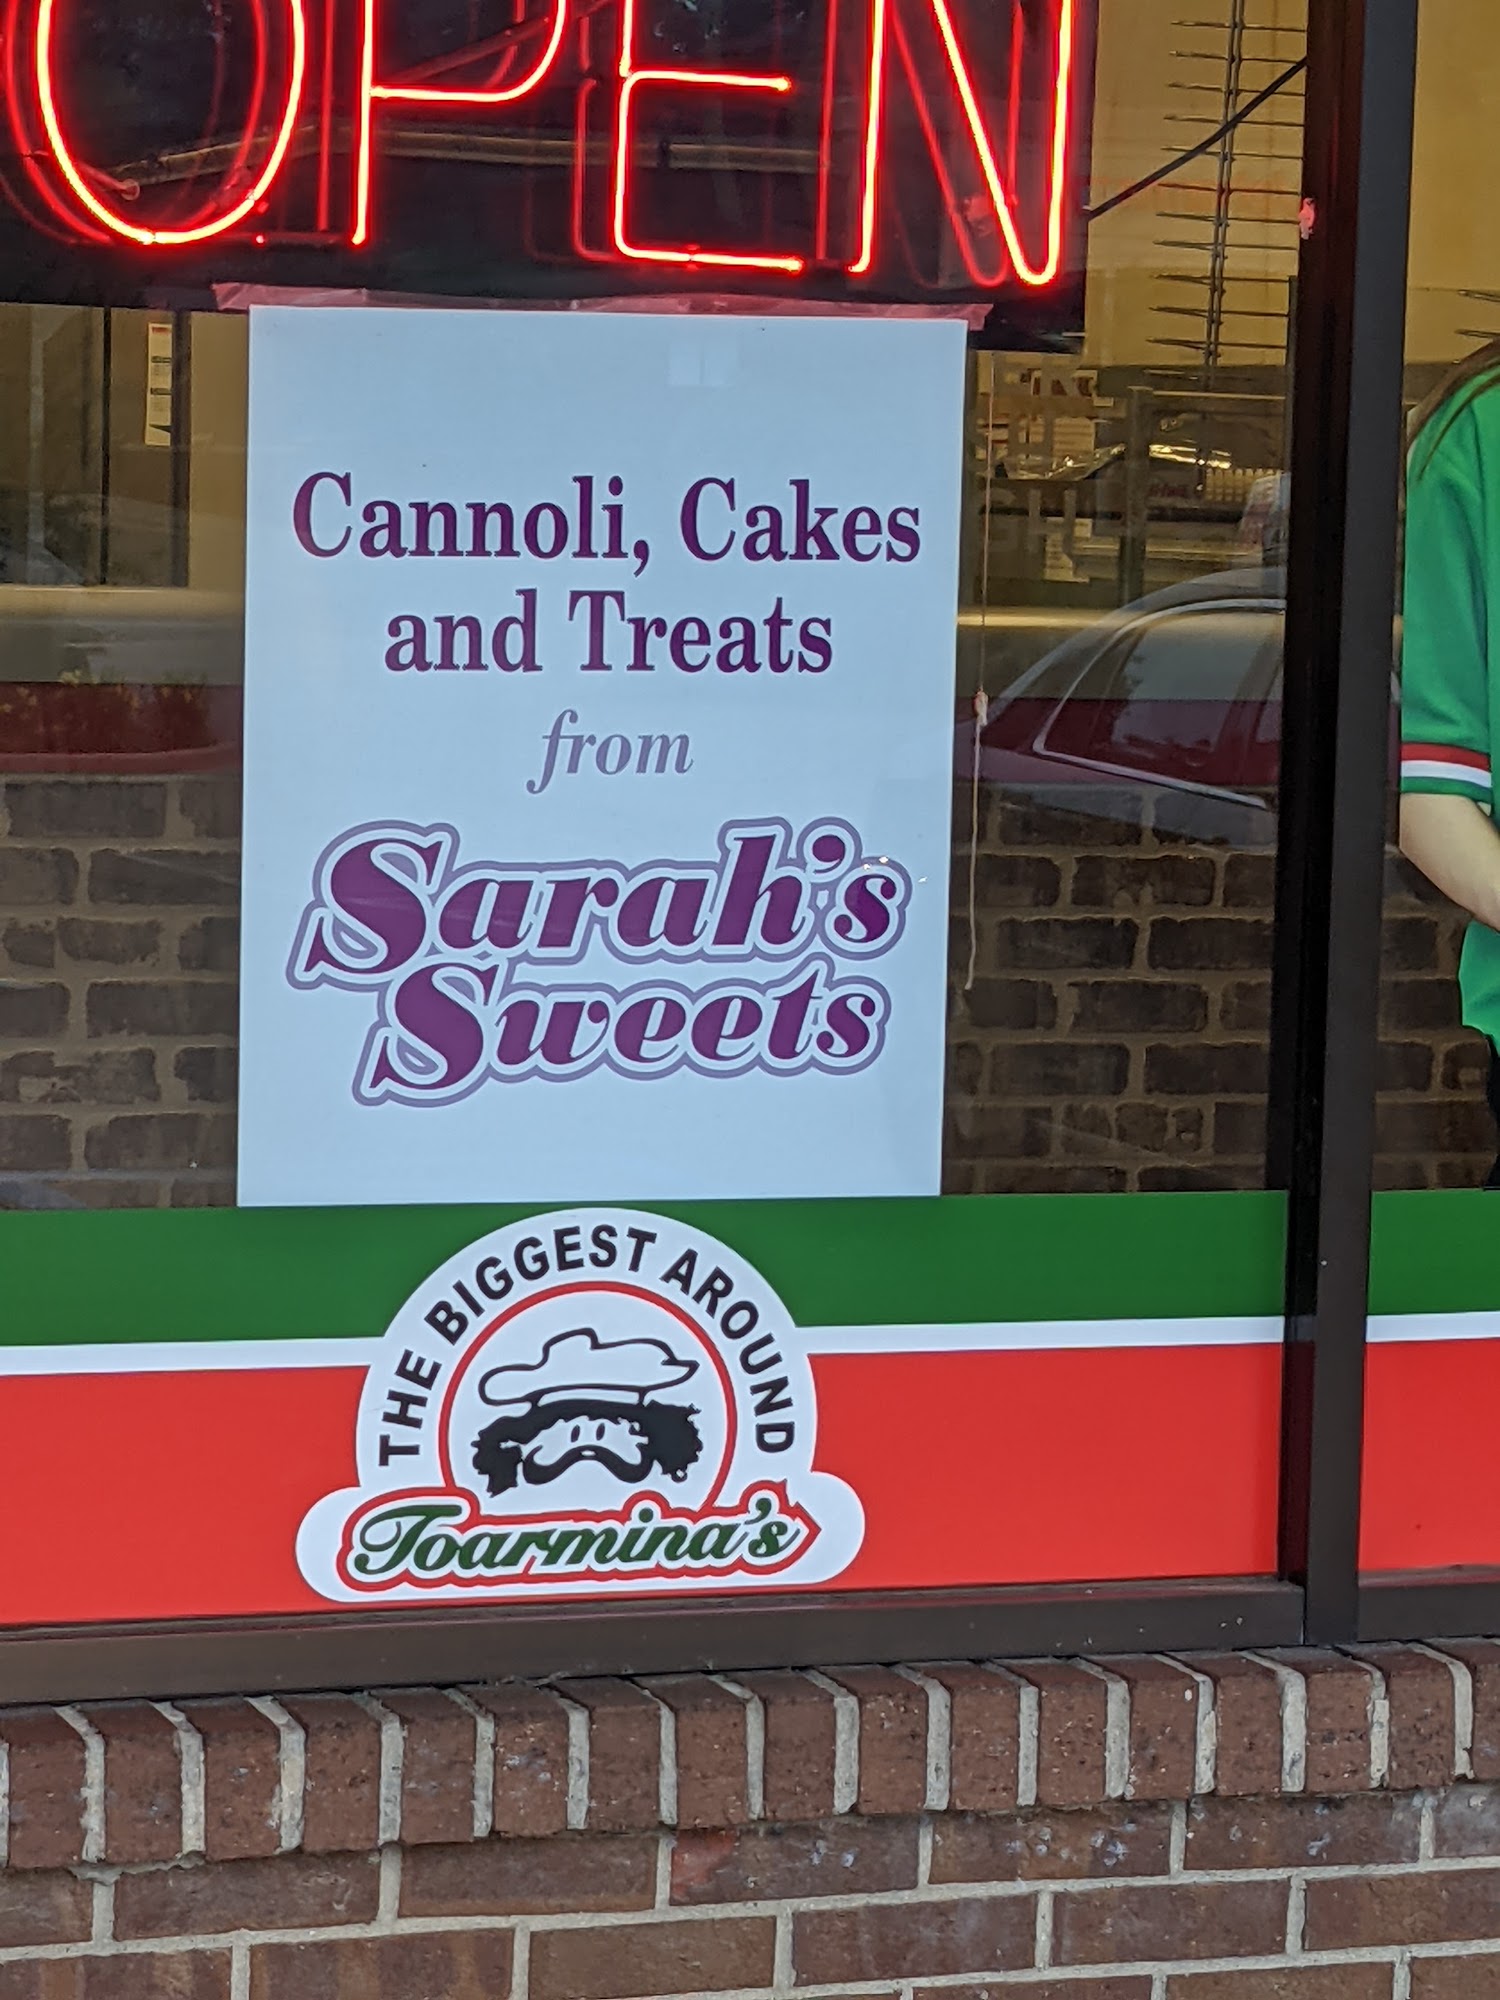 OPEN
Cannoli, Cakes
and Treats
from
Sarah's
Sweets
THE BIGGEST AROUND
Toarmina's